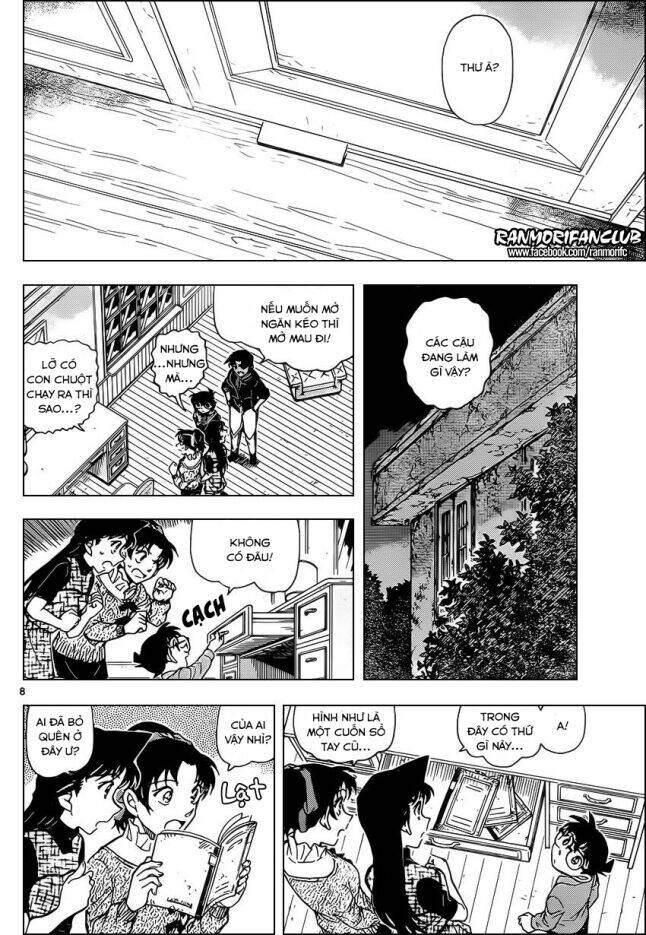 THƯ Ả?
RANMORIFANCLUB
www.facebook.com/ranmorifc
CÁC CẬU
ĐANG LÀM
GÌ VẬY?
NẾU MUỐN MỞ
NGĂN KÉO THÌ
MỞ MAU ĐI!
NHƯNG
...NHƯNG
MÀ...
LỠ CÓ
CON CHUỘT
CHẠY RA THÌ
SAO...?
KHÔNG
CÓ ĐÂU!
CẠCH
8
A!
TRONG
ĐÂY CÓ THỨ
GÌ NÀY...
HÌNH NHƯ LÀ
MỘT CUỐN SỔ
TAY CŨ...
CỦA AI
VẬY NHỈ?
AI ĐÃ BỎ
QUÊN Ở
ĐÂY Ư?
LẬT